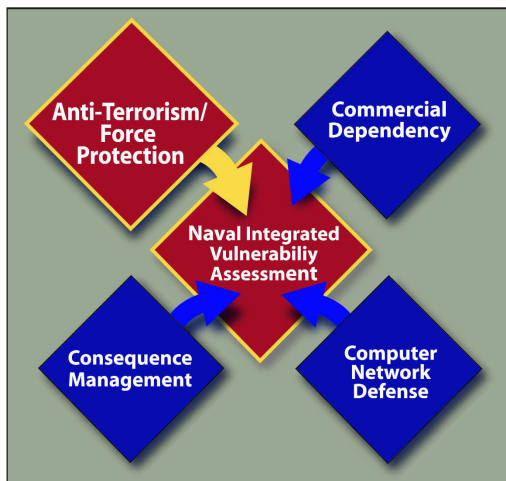 Anti-Terrorism/
Force
Protection
Commercial
Dependency
Naval Integrated
Vulnerabiliy
Assessment
Consequence
Management
Computer
Network
Defense